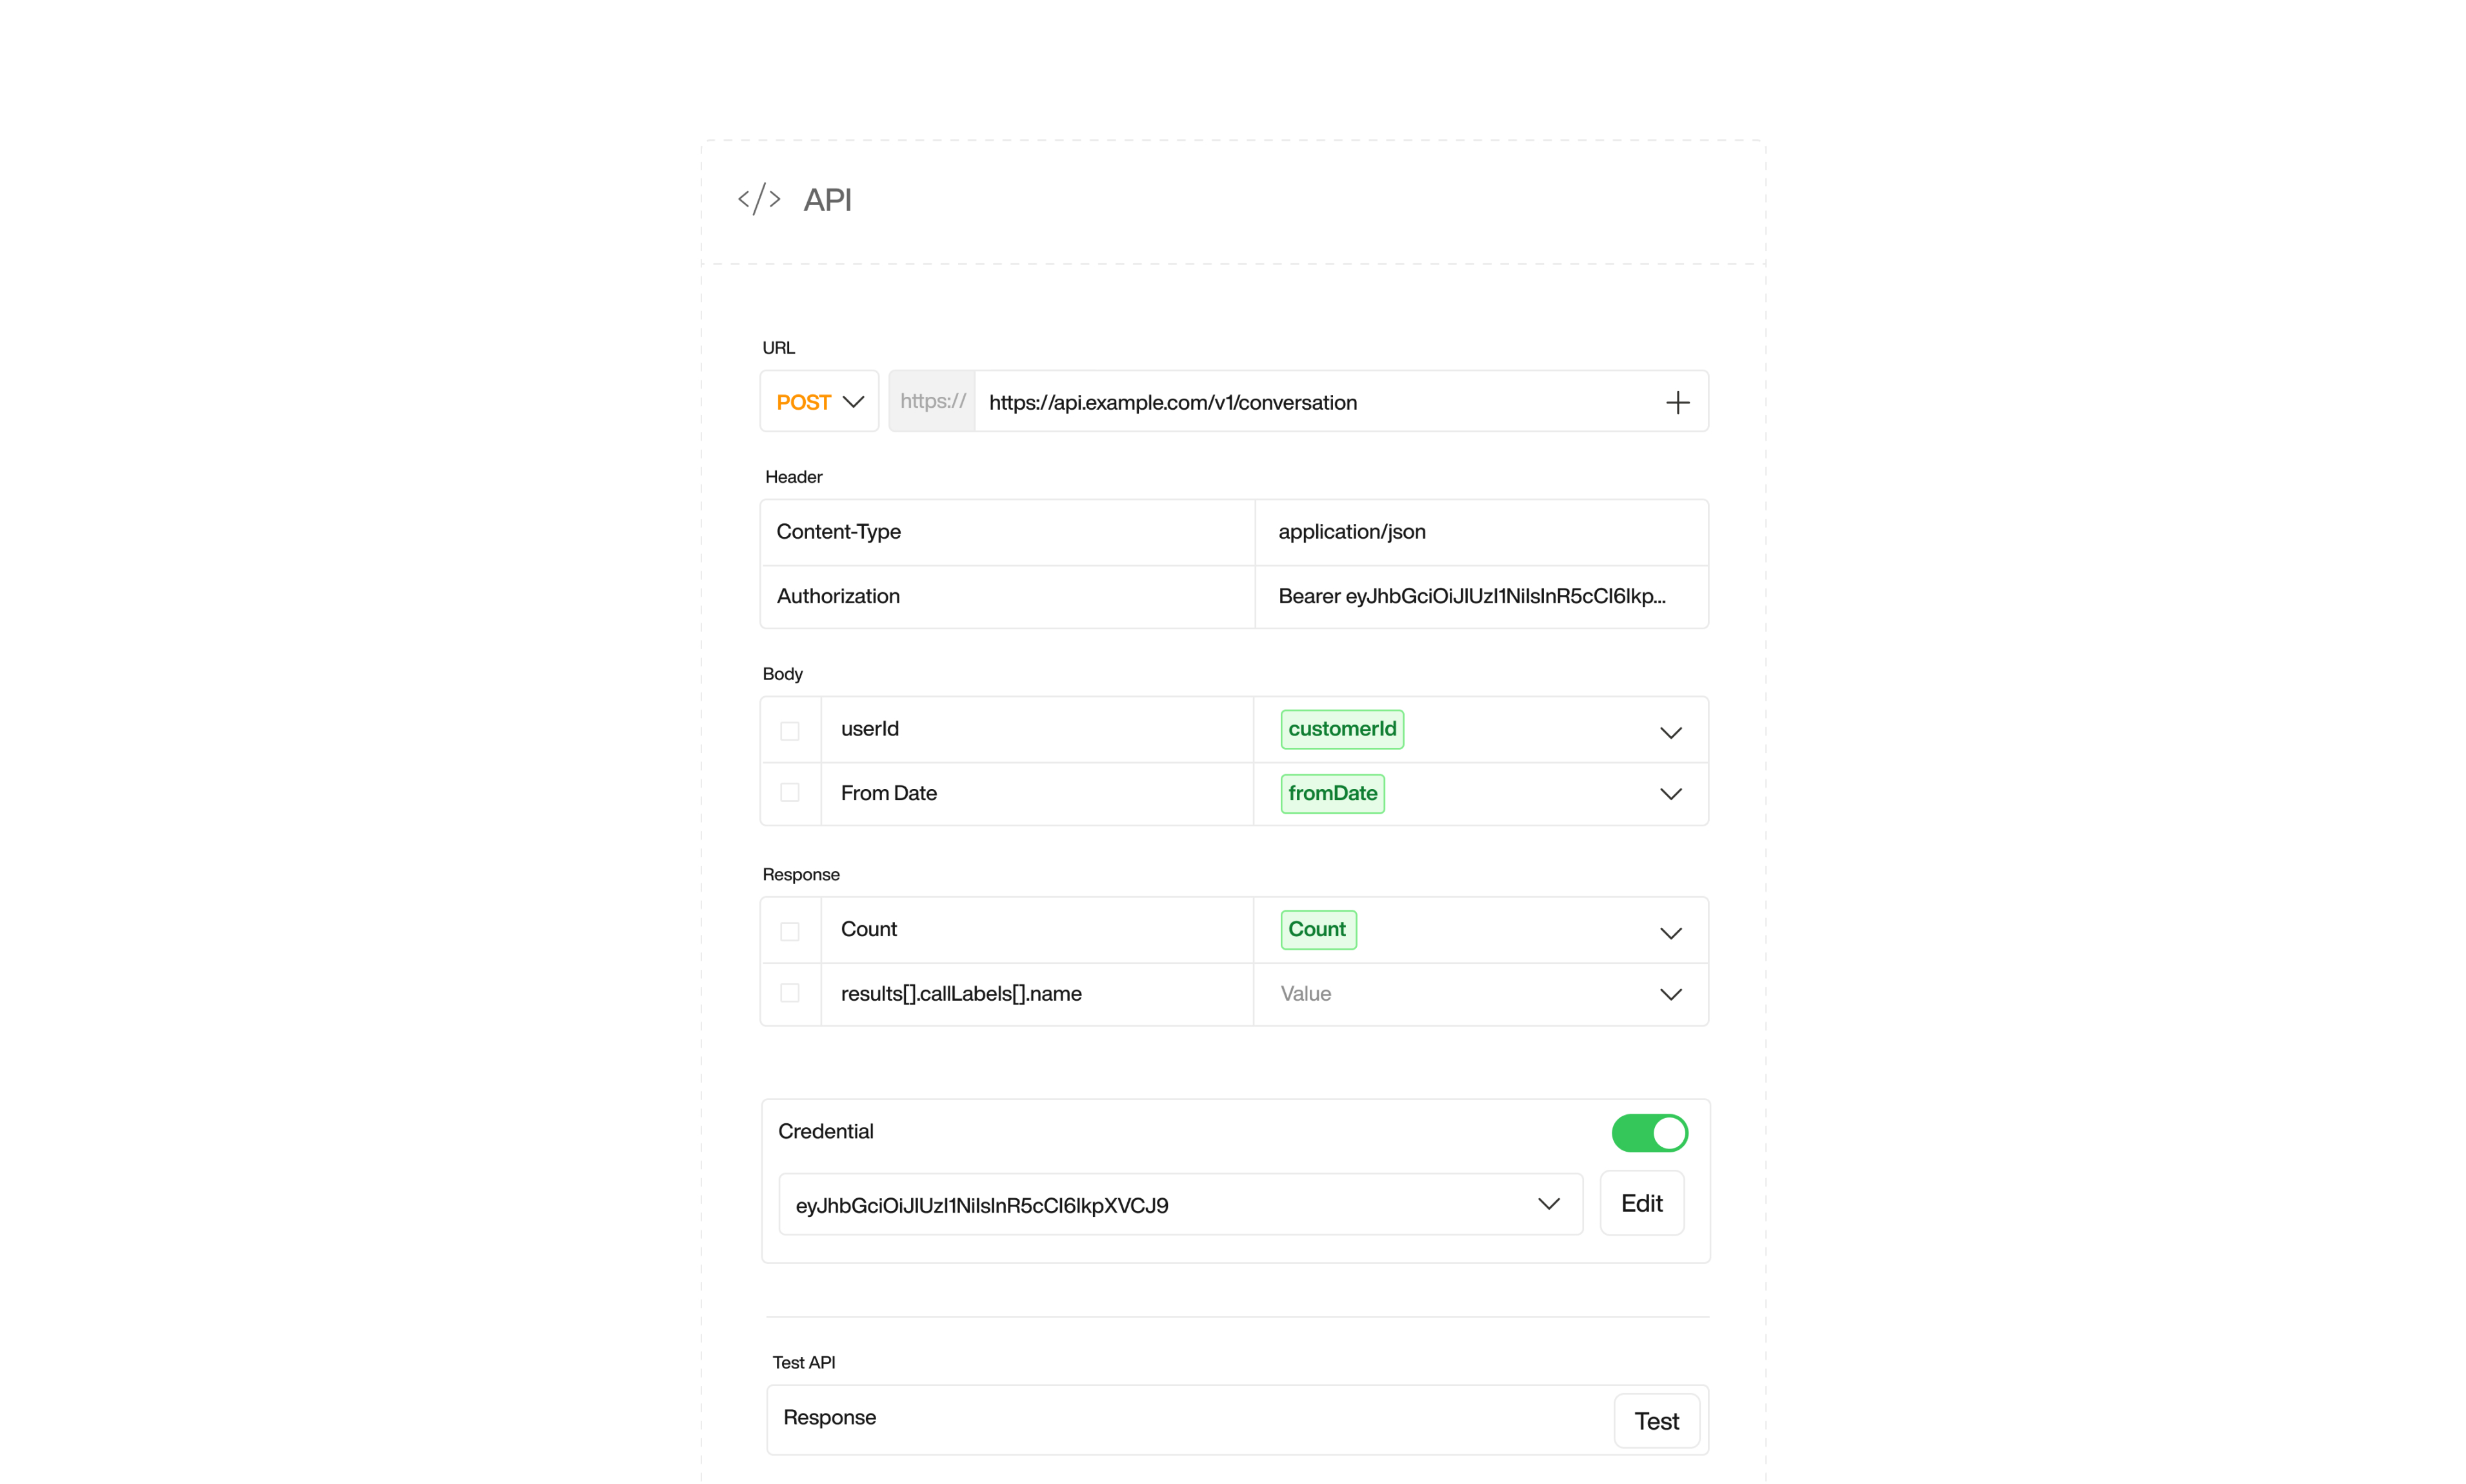 </> API
URL
POST https:// https://api.example.com/v1/conversation
Header
Content-Type application/json
Authorization Bearer eyJhbGciOiJIUzI1NiIsInR5cCI6Ikp...
Body
userId customerId
From Date fromDate
Response
Count Count
results[].callLabels[].name Value
Credential
eyJhbGciOiJIUzI1NiIsInR5cCI6IkpXVCJ9 Edit
Test API
Response Test